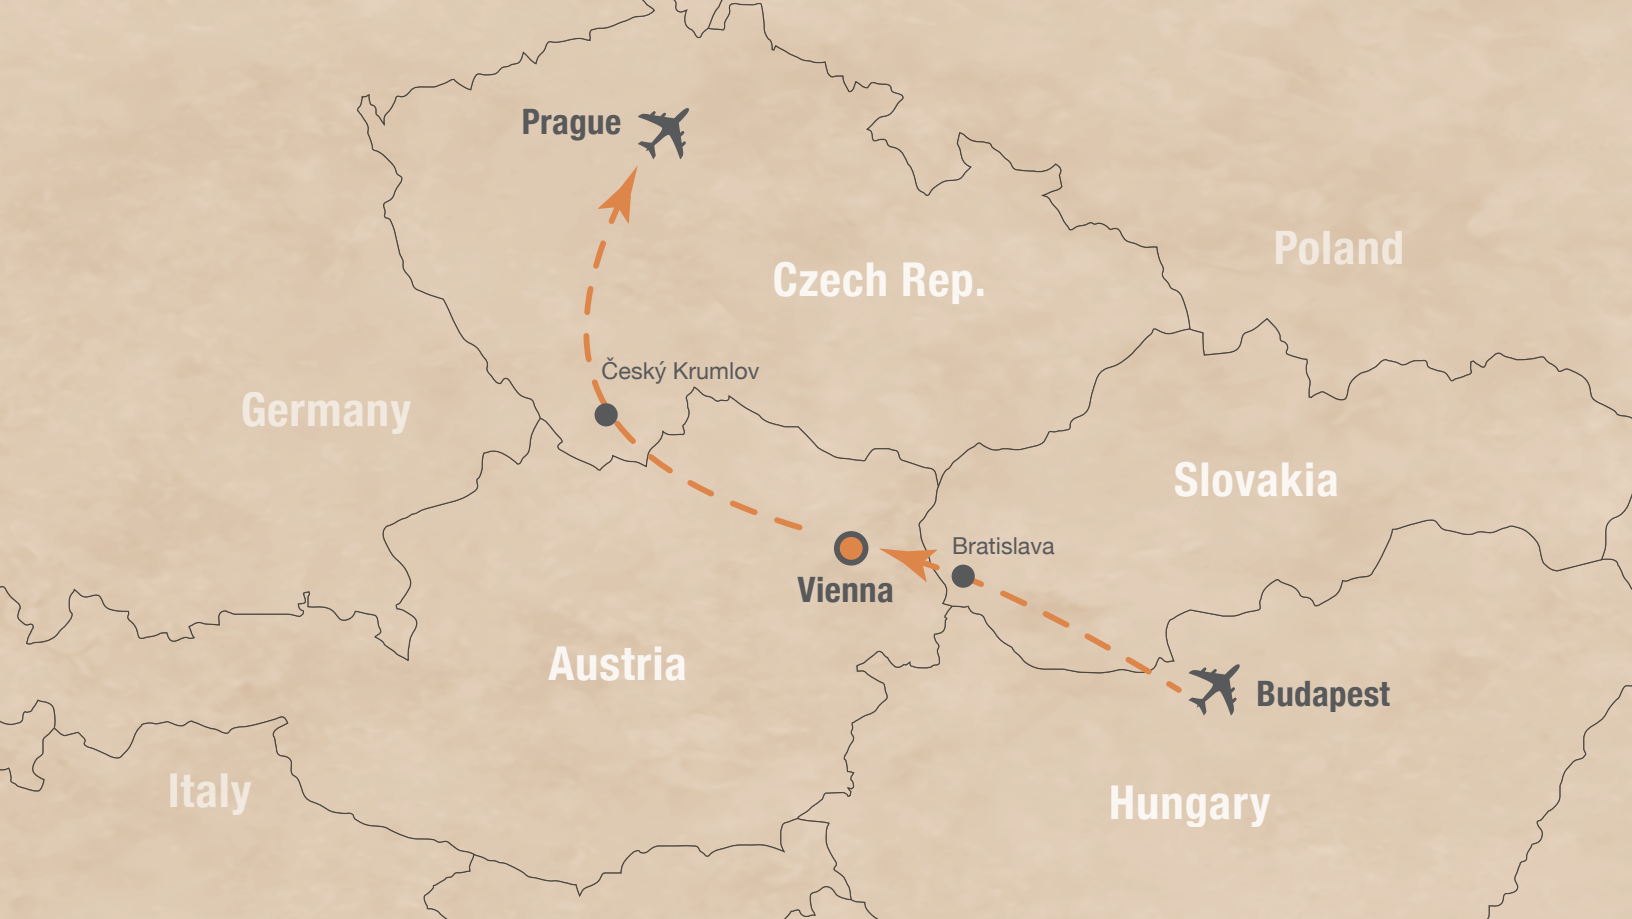 Prague
Poland
Czech Rep.
Český Krumlov
Germany
Slovakia
Bratislava
Vienna
Austria
Budapest
Italy
Hungary